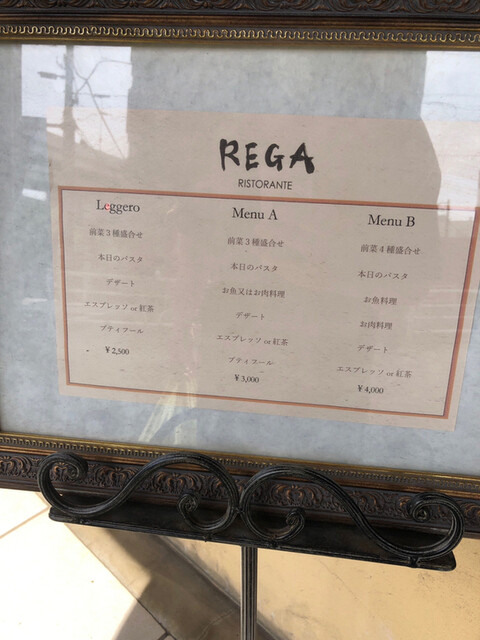 REGA
RISTORANTE
Leggero
前菜3種盛合せ
本日のパスタ
デザート
エスプレッソ or 紅茶
プティフール
¥2,500
Menu A
前菜3種盛合せ
本日のパスタ
お魚又はお肉料理
デザート
エスプレッソ or 紅茶
プティフール
¥3,000
Menu B
前菜4種盛合せ
本日のパスタ
お魚料理
お肉料理
デザート
エスプレッソ or 紅茶
¥4,000